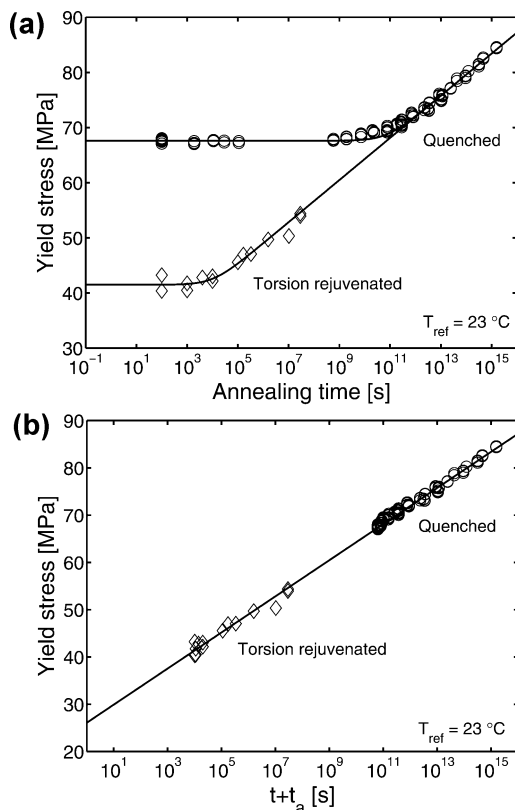 (a)
90
80
70
60
50
40
30
Yield stress [MPa]
Quenched
Torsion rejuvenated
T_ref = 23 °C
10^-1 10^1 10^3 10^5 10^7 10^9 10^11 10^13 10^15
Annealing time [s]
(b)
90
80
70
60
50
40
30
20
Yield stress [MPa]
Quenched
Torsion rejuvenated
T_ref = 23 °C
10^1 10^3 10^5 10^7 10^9 10^11 10^13 10^15
t+t_a [s]